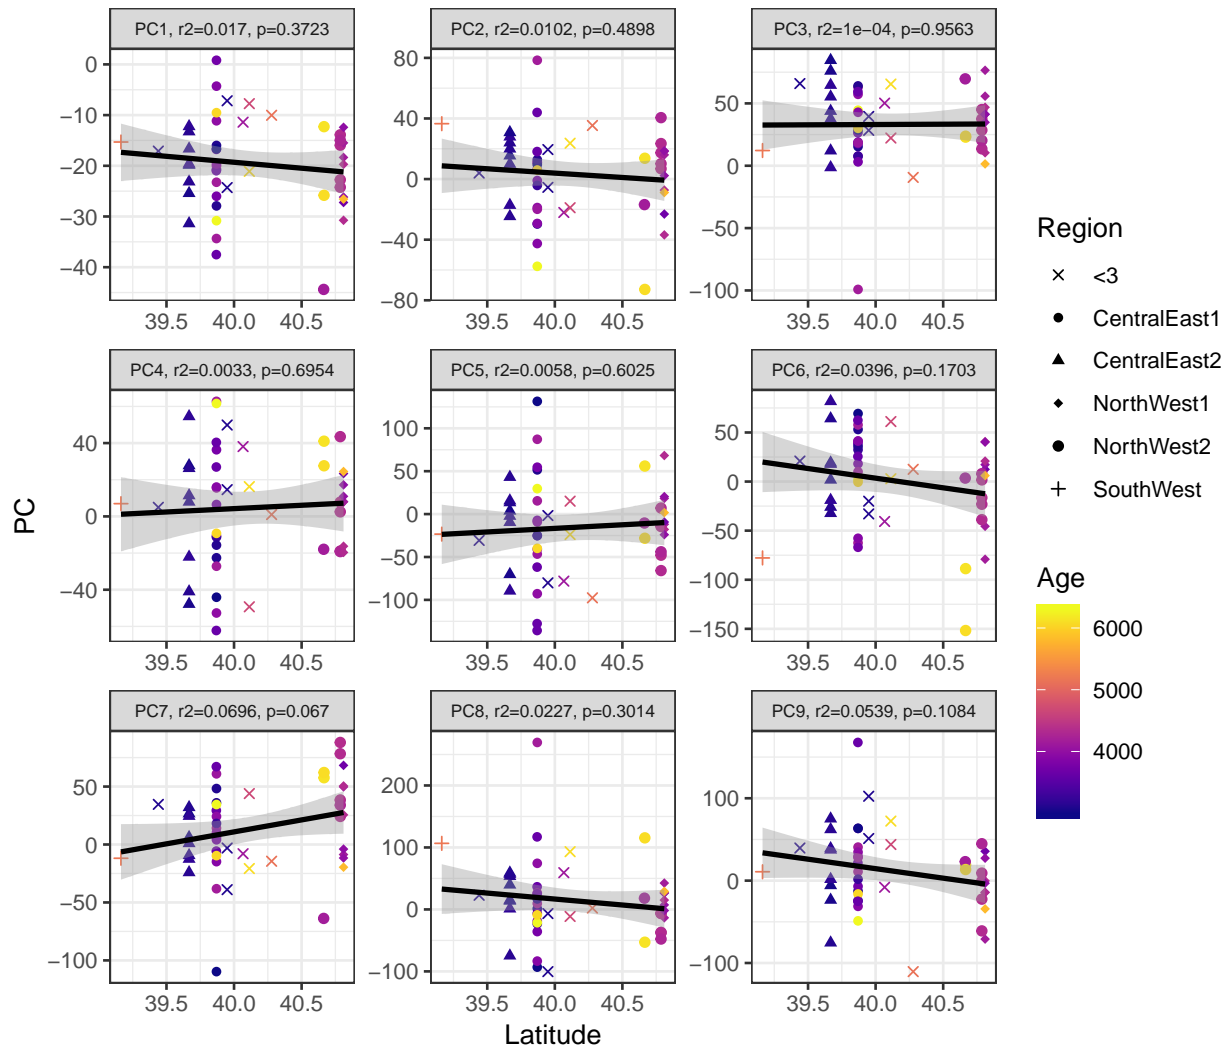 PC1, r2=0.017, p=0.3723
PC2, r2=0.0102, p=0.4898
PC3, r2=1e−04, p=0.9563
0
−10
−20
−30
−40
80
40
0
−40
−80
50
0
−50
−100
39.5 40.0 40.5
39.5 40.0 40.5
39.5 40.0 40.5
PC4, r2=0.0033, p=0.6954
PC5, r2=0.0058, p=0.6025
PC6, r2=0.0396, p=0.1703
40
0
−40
100
50
0
−50
−100
50
0
−50
−100
−150
39.5 40.0 40.5
39.5 40.0 40.5
39.5 40.0 40.5
PC7, r2=0.0696, p=0.067
PC8, r2=0.0227, p=0.3014
PC9, r2=0.0539, p=0.1084
50
0
−50
−100
200
100
0
−100
100
0
−100
39.5 40.0 40.5
39.5 40.0 40.5
39.5 40.0 40.5
PC
Latitude
Region
<3
CentralEast1
CentralEast2
NorthWest1
NorthWest2
SouthWest
Age
6000
5000
4000